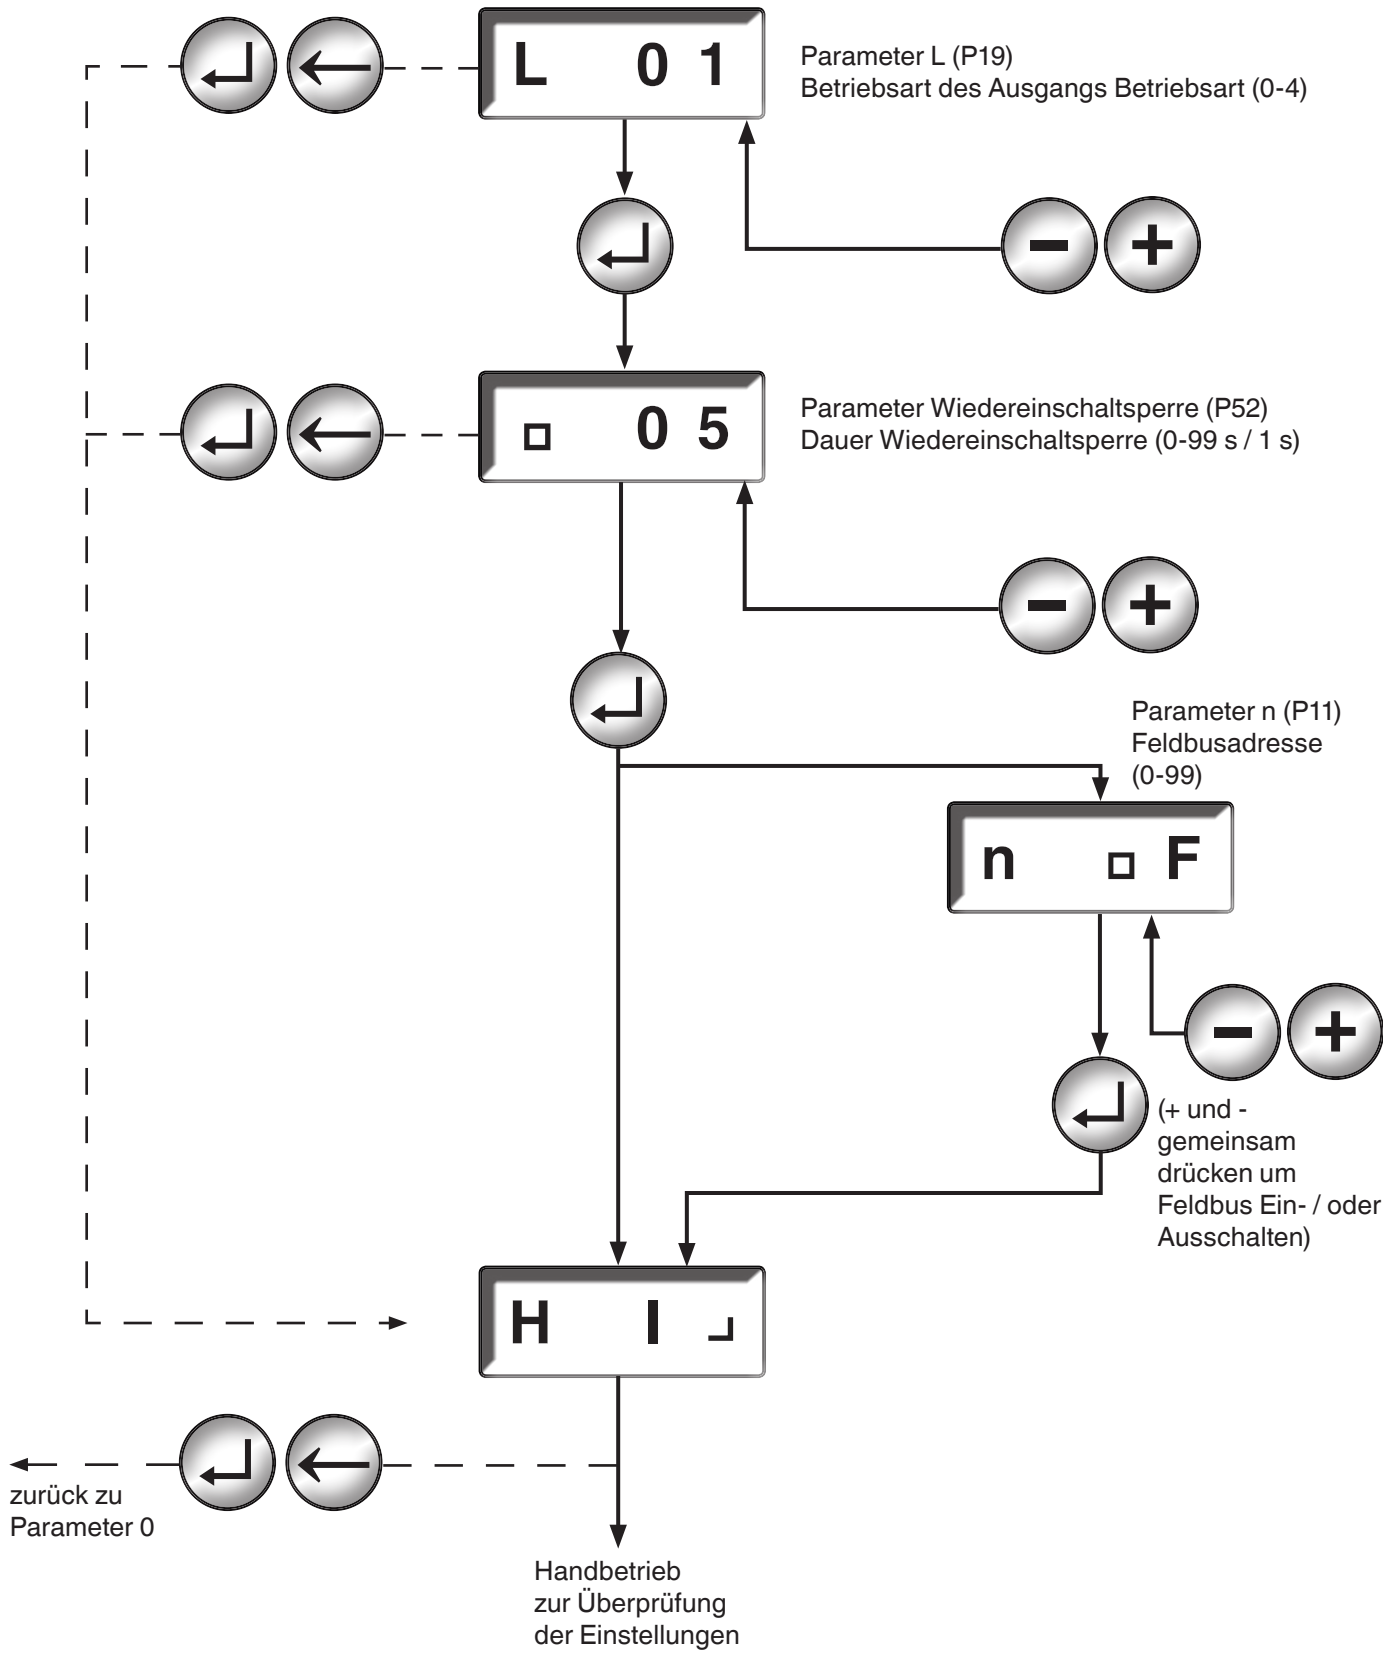 L 0 1
Parameter L (P19)
Betriebsart des Ausgangs Betriebsart (0-4)
− +
□ 0 5
Parameter Wiedereinschaltsperre (P52)
Dauer Wiedereinschaltsperre (0-99 s / 1 s)
− +
Parameter n (P11)
Feldbusadresse
(0-99)
n □ F
− +
(+ und -
gemeinsam
drücken um
Feldbus Ein- / oder
Ausschalten)
H I ┘
zurück zu
Parameter 0
Handbetrieb
zur Überprüfung
der Einstellungen